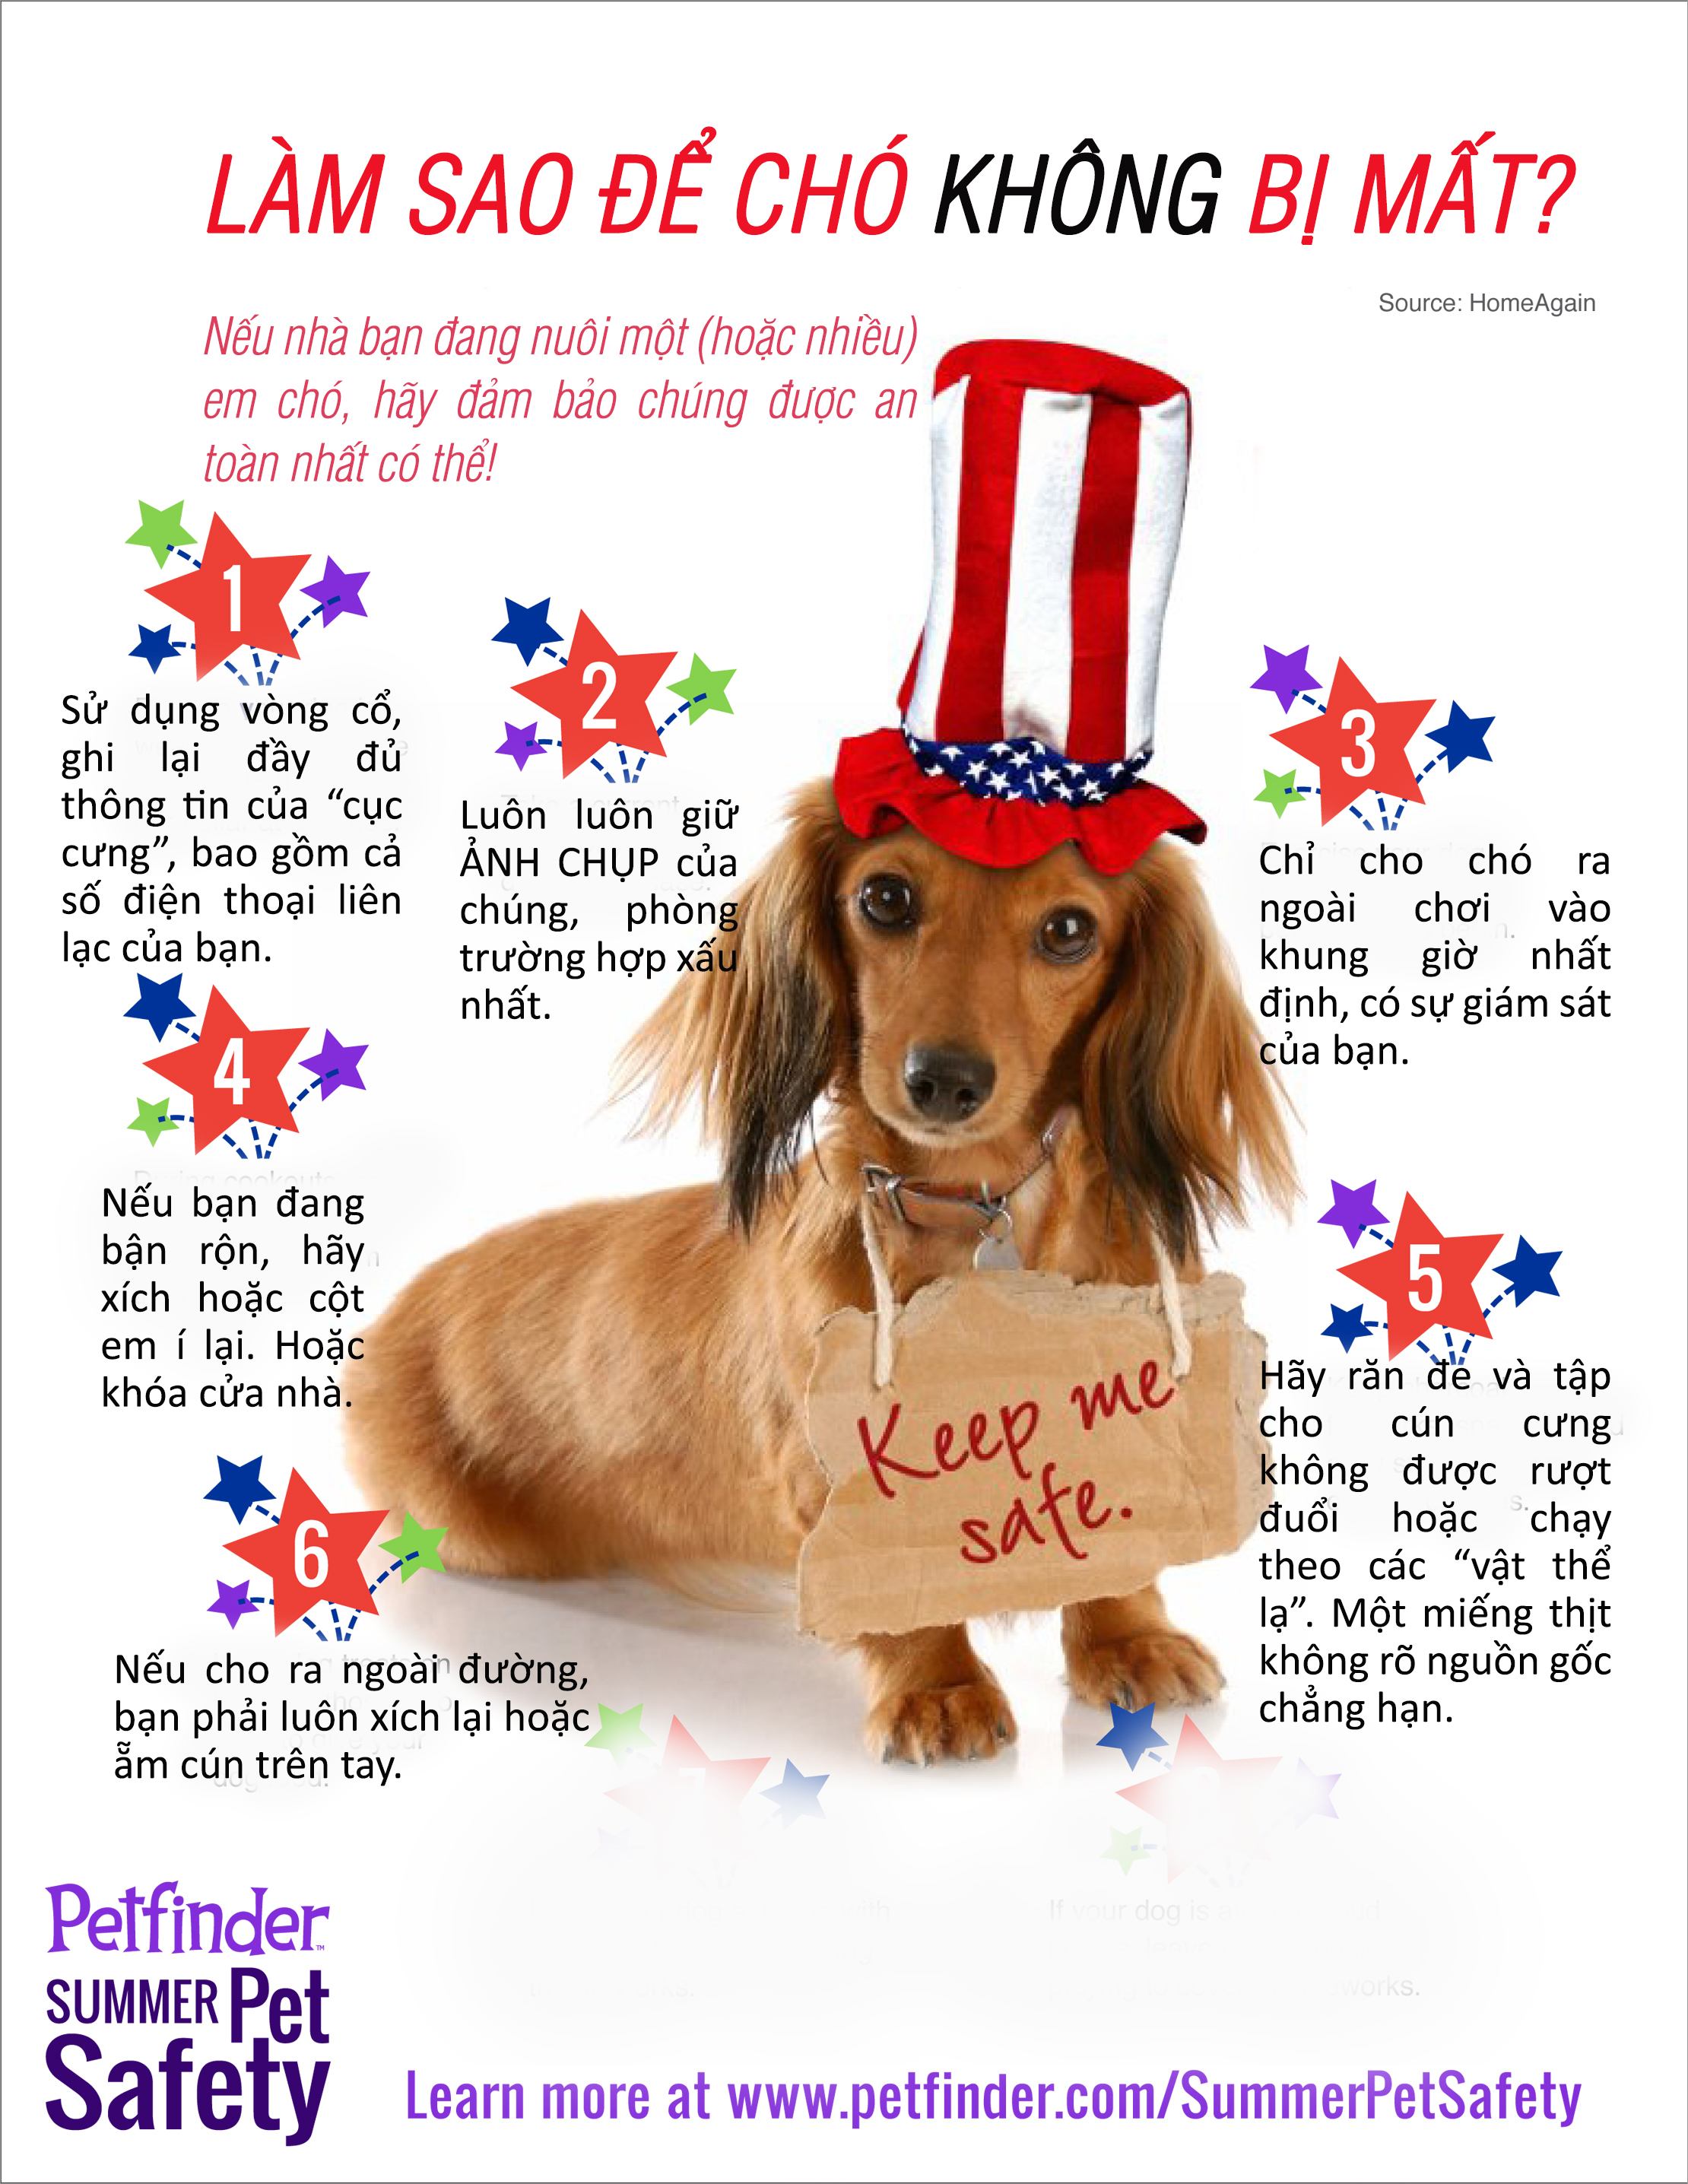 LÀM SAO ĐỂ CHÓ KHÔNG BỊ MẤT?
Source: HomeAgain
Nếu nhà bạn đang nuôi một (hoặc nhiều)
em chó, hãy đảm bảo chúng được an
toàn nhất có thể!
1
Sử dụng vòng cổ,
ghi lại đầy đủ
thông tin của “cục
cưng”, bao gồm cả
số điện thoại liên
lạc của bạn.
2
Luôn luôn giữ
ẢNH CHỤP của
chúng, phòng
trường hợp xấu
nhất.
3
Chỉ cho chó ra
ngoài chơi vào
khung giờ nhất
định, có sự giám sát
của bạn.
4
Nếu bạn đang
bận rộn, hãy
xích hoặc cột
em í lại. Hoặc
khóa cửa nhà.
5
Hãy răn đe và tập
cho cún cưng
không được rượt
đuổi hoặc chạy
theo các “vật thể
lạ”. Một miếng thịt
không rõ nguồn gốc
chẳng hạn.
Keep me
safe.
6
Nếu cho ra ngoài đường,
bạn phải luôn xích lại hoặc
ẵm cún trên tay.
If your dog is
works.
Petfinder™
SUMMER Pet
Safety
Learn more at www.petfinder.com/SummerPetSafety